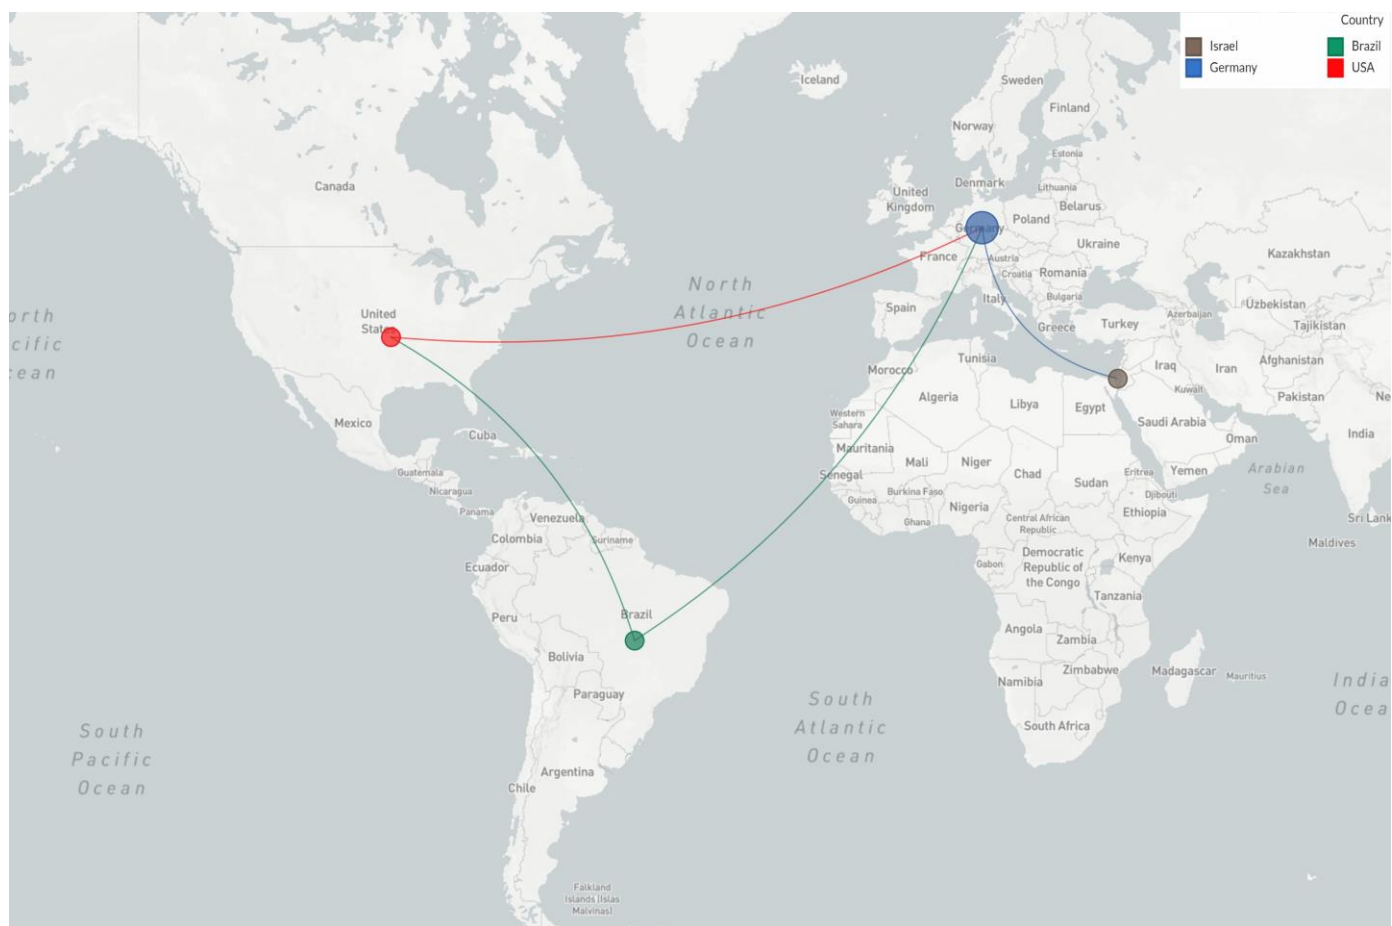 Country
Israel
Brazil
Germany
USA
Iceland
Sweden
Finland
Norway
Estonia
Canada
Denmark
Lithuania
United
Kingdom
Belarus
Poland
Germany
Ukraine
France
Austria
Kazakhstan
Croatia
Romania
North
Atlantic
Ocean
Italy
Bulgaria
Spain
Uzbekistan
orth
cific
cean
United
States
Greece
Turkey
Azerbaijan
Tajikistan
Tunisia
Morocco
Iraq
Iran
Afghanistan
Kuwait
Pakistan
Ne
Algeria
Libya
Egypt
Western
Sahara
Saudi Arabia
Mexico
Cuba
India
Oman
Mauritania
Mali
Niger
Chad
Sudan
Eritrea
Yemen
Arabian
Sea
Guatemala
Nicaragua
Senegal
Burkina Faso
Guinea
Djibouti
Panama
Venezuela
Nigeria
Ghana
Central African
Republic
Ethiopia
Sri Lank
Colombia
Suriname
Maldives
Ecuador
Gabon
Democratic
Republic of
the Congo
Kenya
Tanzania
Peru
Brazil
Angola
Zambia
Bolivia
Zimbabwe
Madagascar
Mauritius
Namibia
Paraguay
South
Atlantic
Ocean
India
Ocea
South Africa
South
Pacific
Ocean
Argentina
Chile
Falkland
Islands (Islas
Malvinas)